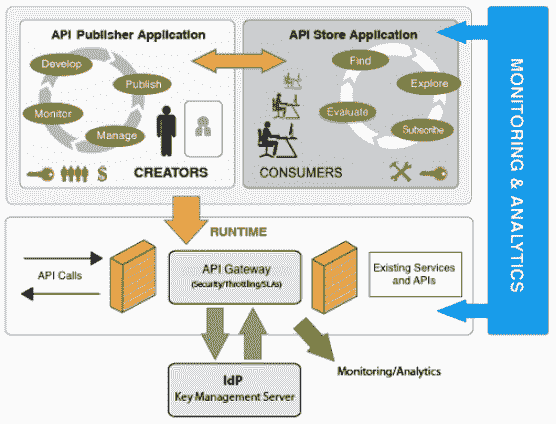 API Publisher Application
Develop
Publish
Monitor
Manage
$
CREATORS
API Store Application
Find
Explore
Evaluate
Subscribe
CONSUMERS
MONITORING & ANALYTICS
RUNTIME
API Calls
API Gateway
(Security/Throttling/SLAs)
Existing Services
and APIs
IdP
Key Management Server
Monitoring/Analytics